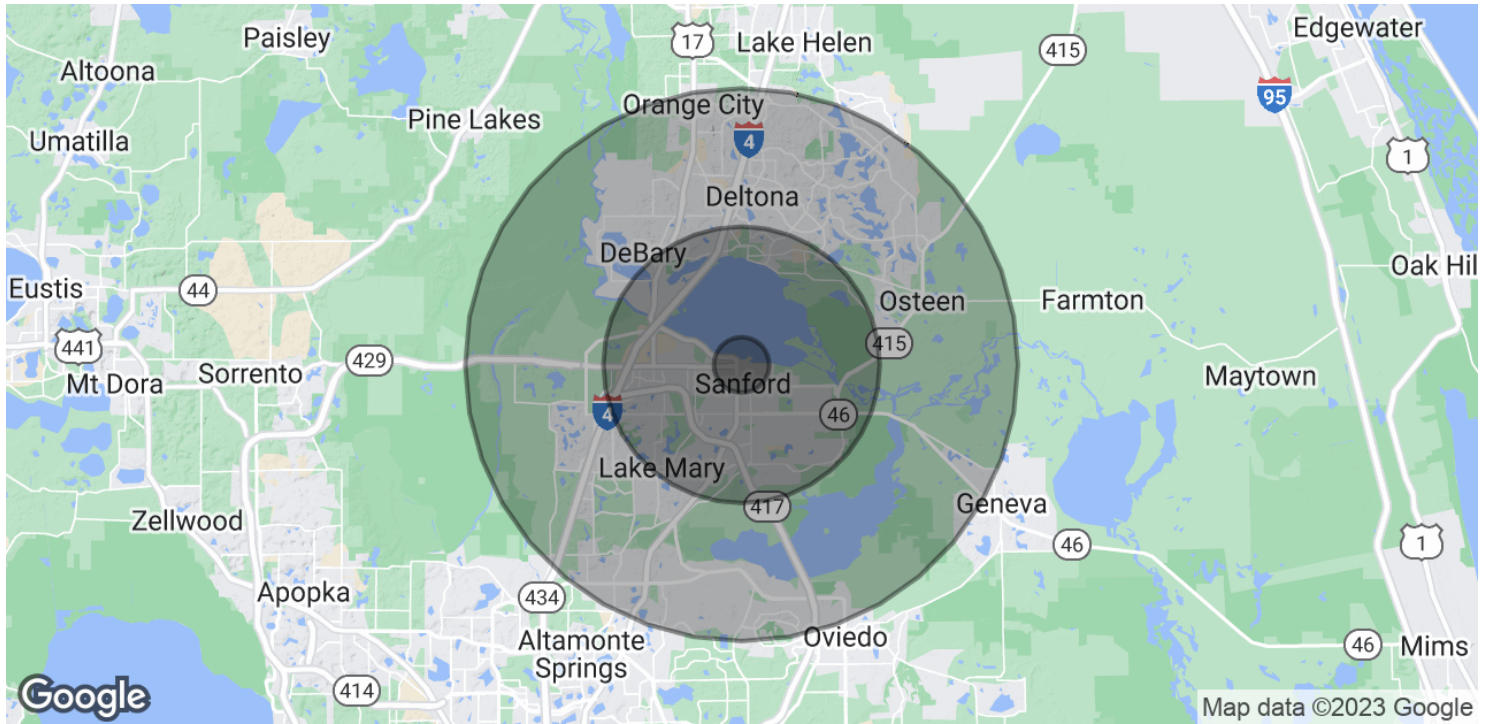 Paisley
17
Lake Helen
415
Edgewater
Altoona
95
Orange City
Pine Lakes
Umatilla
4
1
Deltona
DeBary
Oak Hil
Eustis
44
Osteen
Farmton
441
429
415
Mt Dora
Sorrento
Sanford
Maytown
4
46
Lake Mary
417
Geneva
Zellwood
46
1
Apopka
434
Altamonte
Springs
Oviedo
46
Mims
414
Google
Map data ©2023 Google